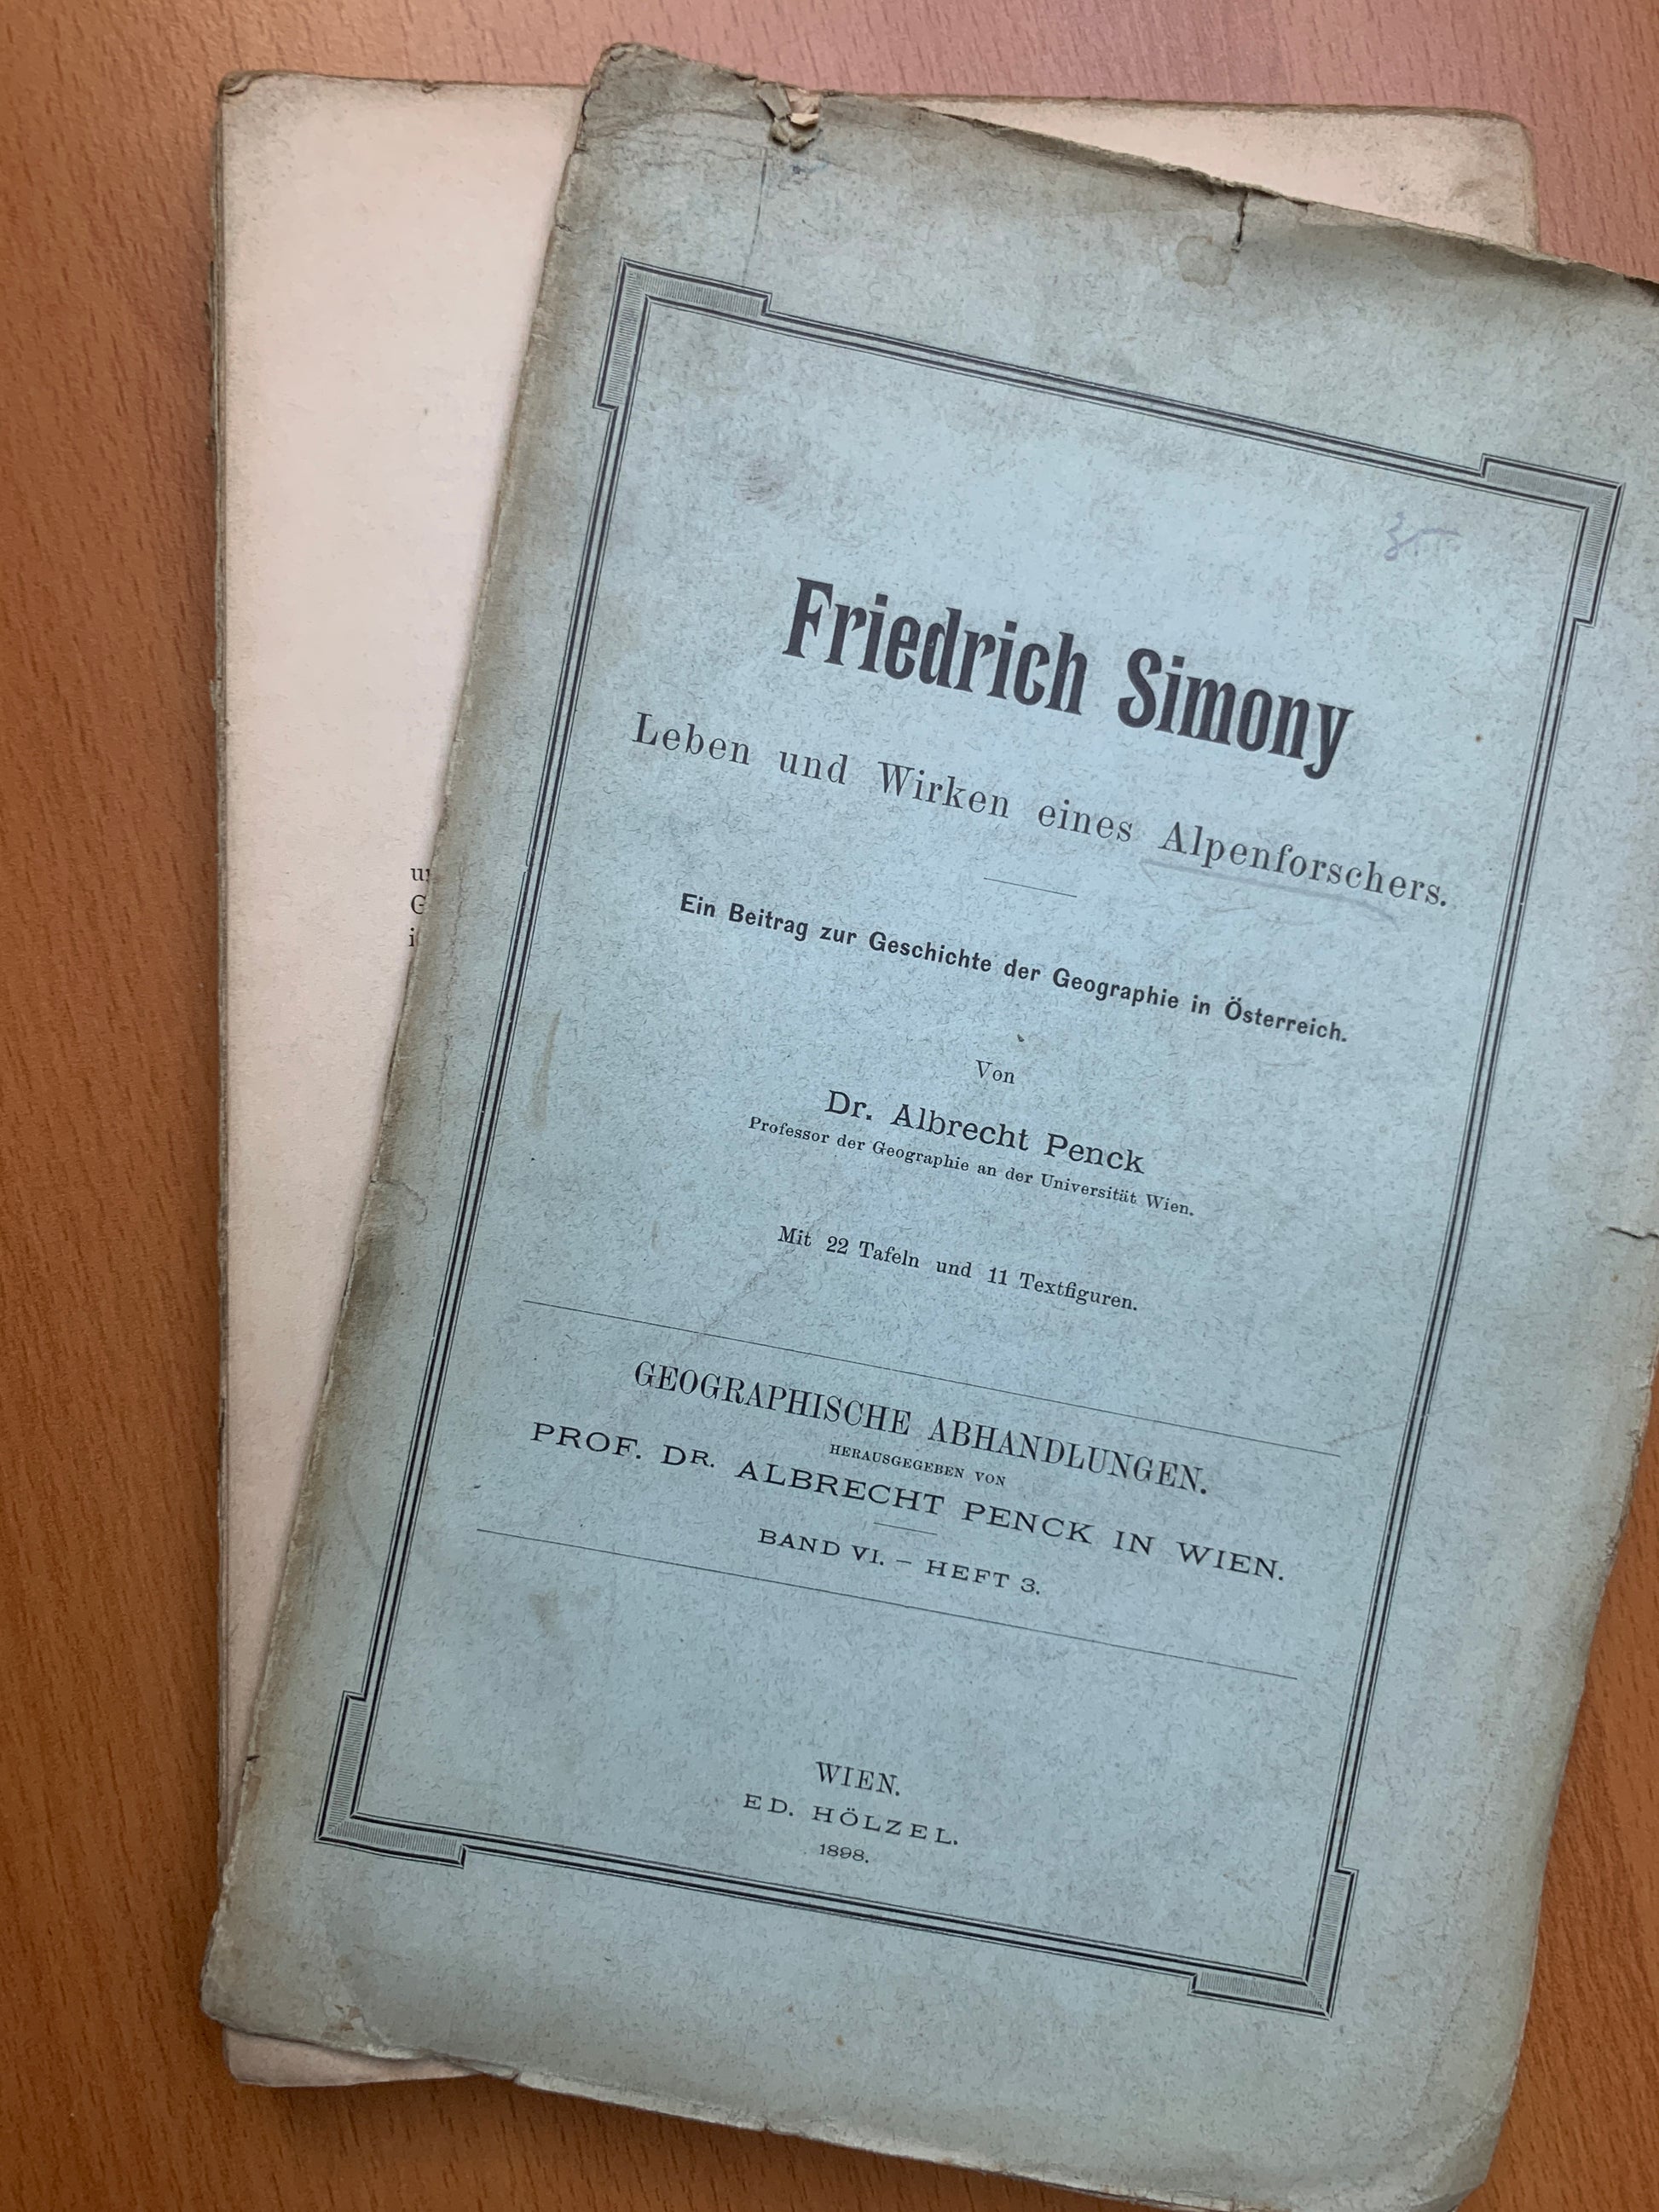 Friedrich Simony
Leben und Wirken eines Alpenforschers.
Ein Beitrag zur Geschichte der Geographie in Österreich.
Von
Dr. Albrecht Penck
Professor der Geographie an der Universität Wien.
Mit 22 Tafeln und 11 Textfiguren.
GEOGRAPHISCHE ABHANDLUNGEN.
HERAUSGEGEBEN VON
PROF. DR. ALBRECHT PENCK IN WIEN.
BAND VI. – HEFT 3.
WIEN.
ED. HÖLZEL.
1898.